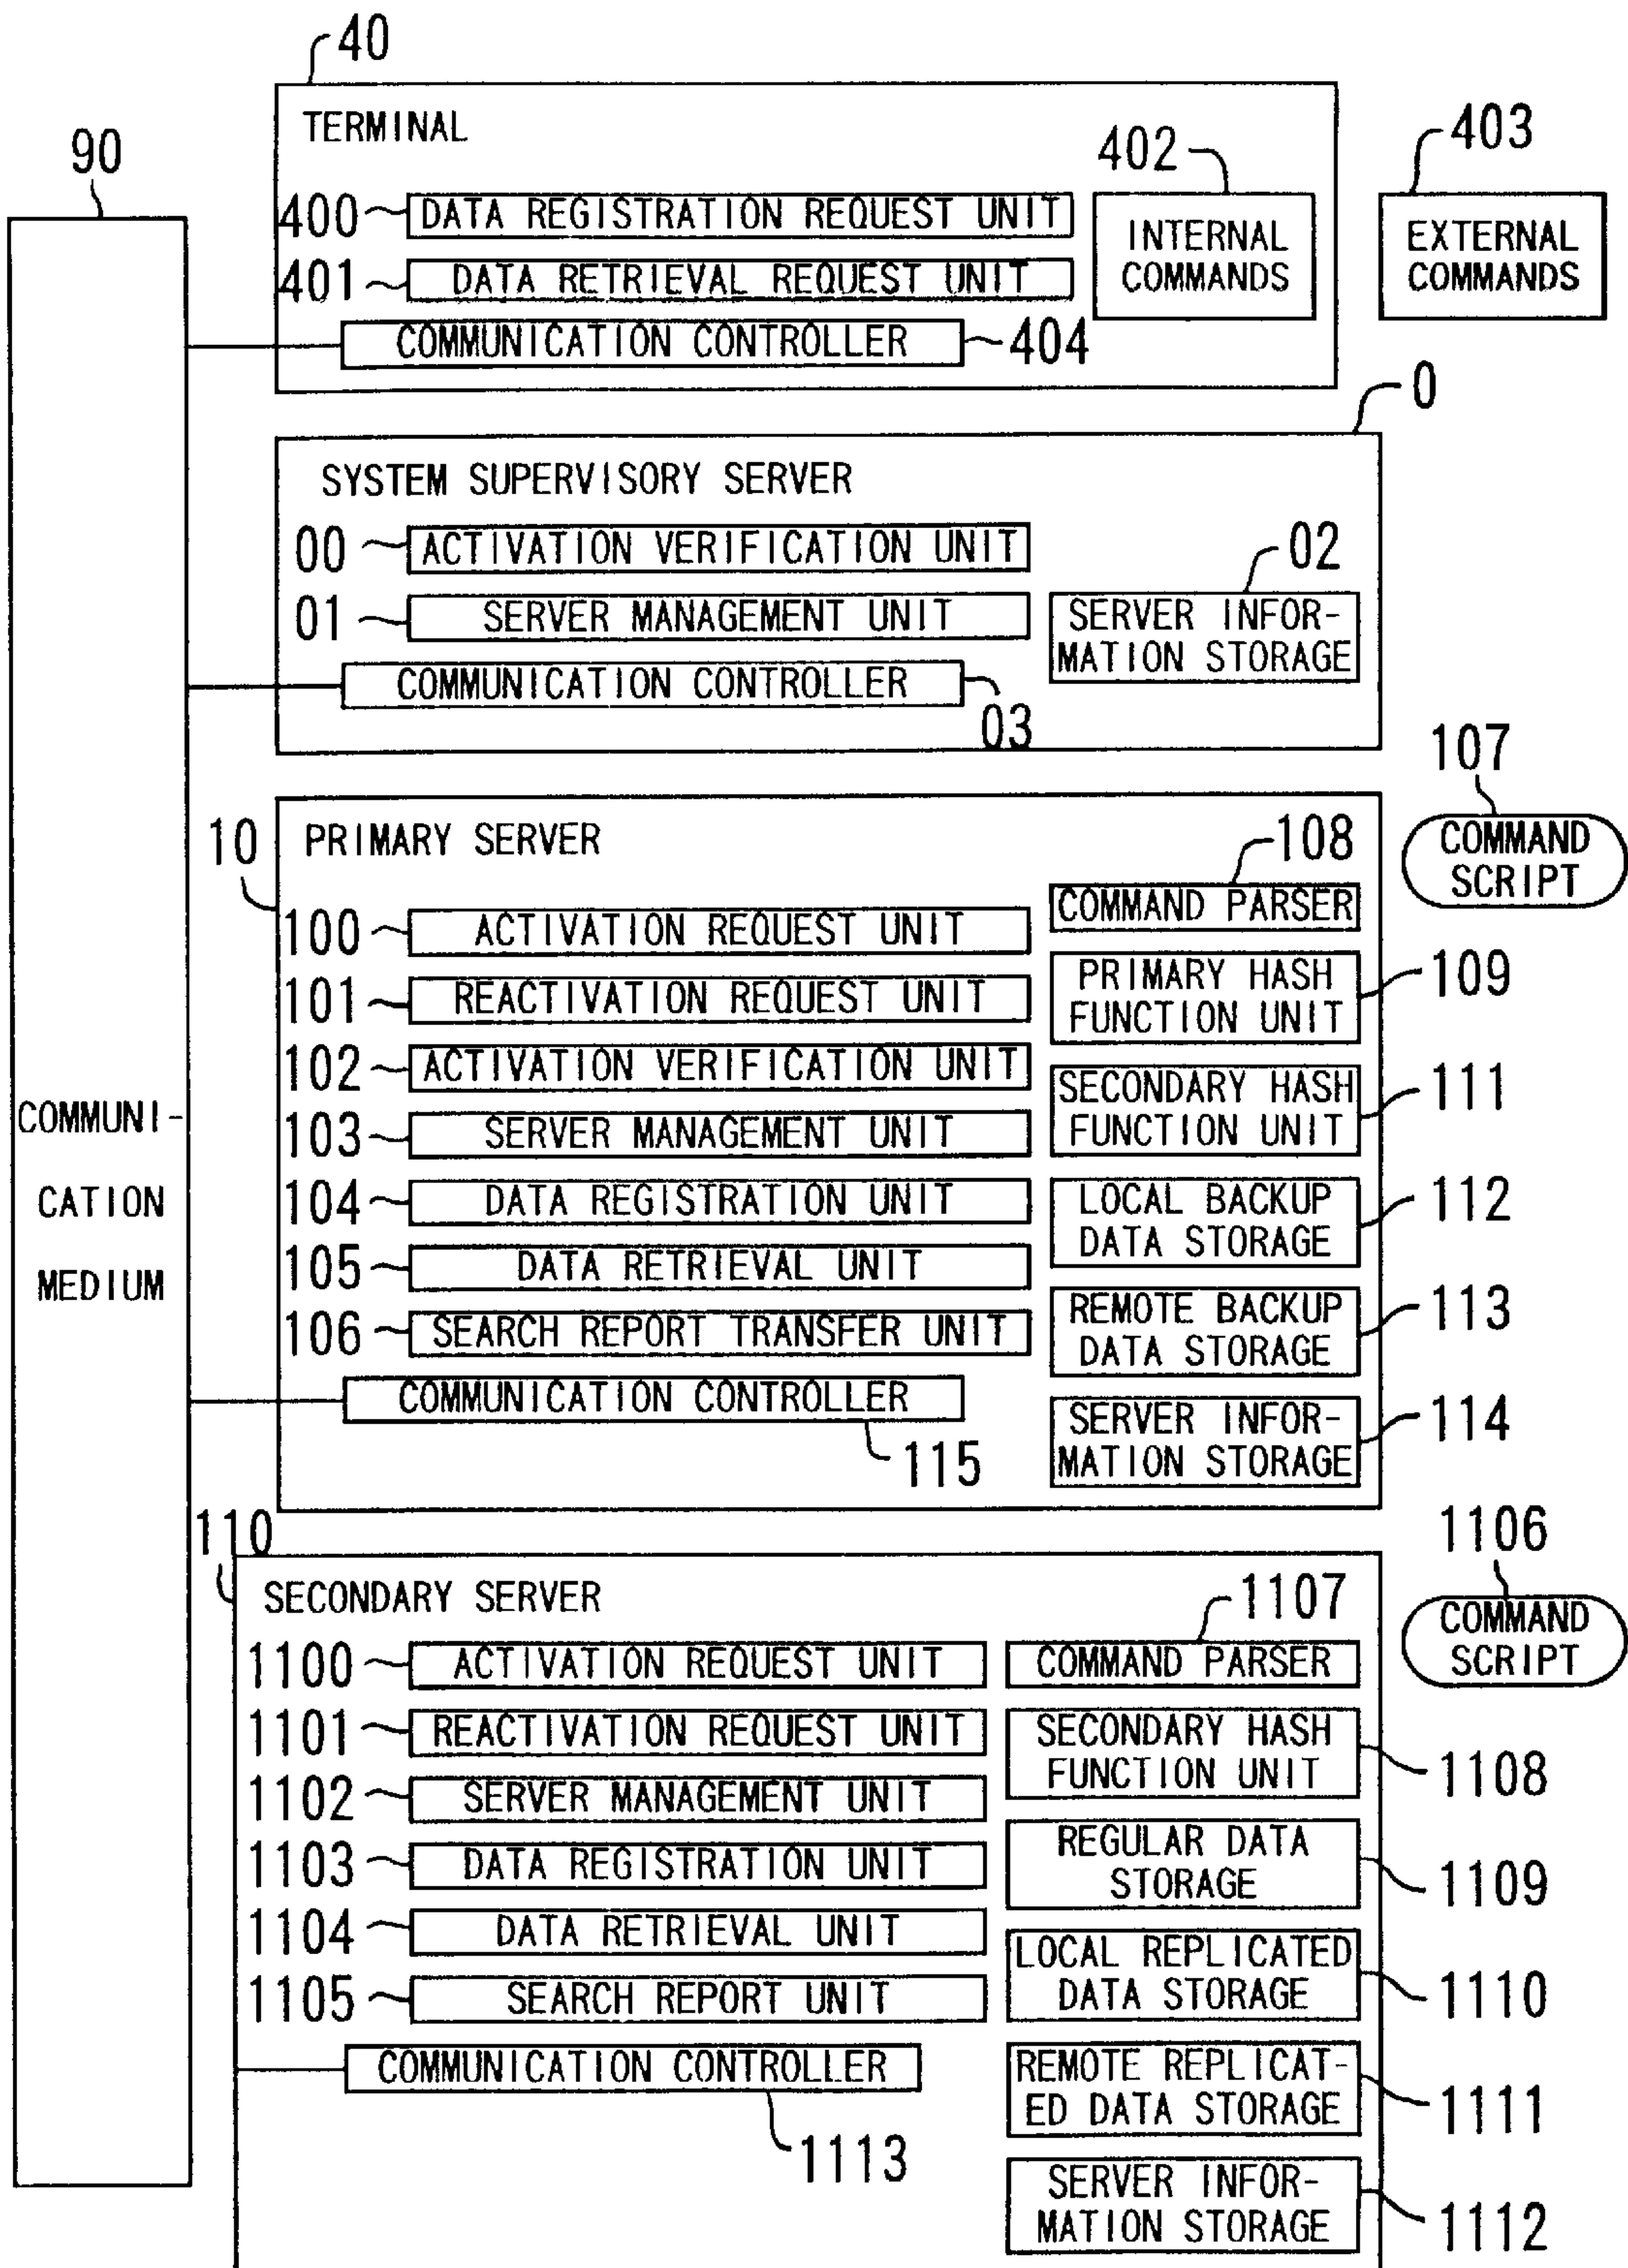 40
TERMINAL
90
402
403
400
DATA REGISTRATION REQUEST UNIT
INTERNAL
COMMANDS
EXTERNAL
COMMANDS
401
DATA RETRIEVAL REQUEST UNIT
COMMUNICATION CONTROLLER
404
0
SYSTEM SUPERVISORY SERVER
00
ACTIVATION VERIFICATION UNIT
02
01
SERVER MANAGEMENT UNIT
SERVER INFOR-
MATION STORAGE
COMMUNICATION CONTROLLER
03
107
COMMAND
SCRIPT
10
PRIMARY SERVER
108
COMMAND PARSER
100
ACTIVATION REQUEST UNIT
PRIMARY HASH
FUNCTION UNIT
109
101
REACTIVATION REQUEST UNIT
102
ACTIVATION VERIFICATION UNIT
SECONDARY HASH
FUNCTION UNIT
111
COMMUNI-
CATION
MEDIUM
103
SERVER MANAGEMENT UNIT
104
DATA REGISTRATION UNIT
LOCAL BACKUP
DATA STORAGE
112
105
DATA RETRIEVAL UNIT
106
SEARCH REPORT TRANSFER UNIT
REMOTE BACKUP
DATA STORAGE
113
COMMUNICATION CONTROLLER
115
SERVER INFOR-
MATION STORAGE
114
110
SECONDARY SERVER
1107
1106
COMMAND
SCRIPT
1100
ACTIVATION REQUEST UNIT
COMMAND PARSER
1101
REACTIVATION REQUEST UNIT
SECONDARY HASH
FUNCTION UNIT
1108
1102
SERVER MANAGEMENT UNIT
1103
DATA REGISTRATION UNIT
REGULAR DATA
STORAGE
1109
1104
DATA RETRIEVAL UNIT
LOCAL REPLICATED
DATA STORAGE
1110
1105
SEARCH REPORT UNIT
COMMUNICATION CONTROLLER
1113
REMOTE REPLICAT-
ED DATA STORAGE
1111
SERVER INFOR-
MATION STORAGE
1112